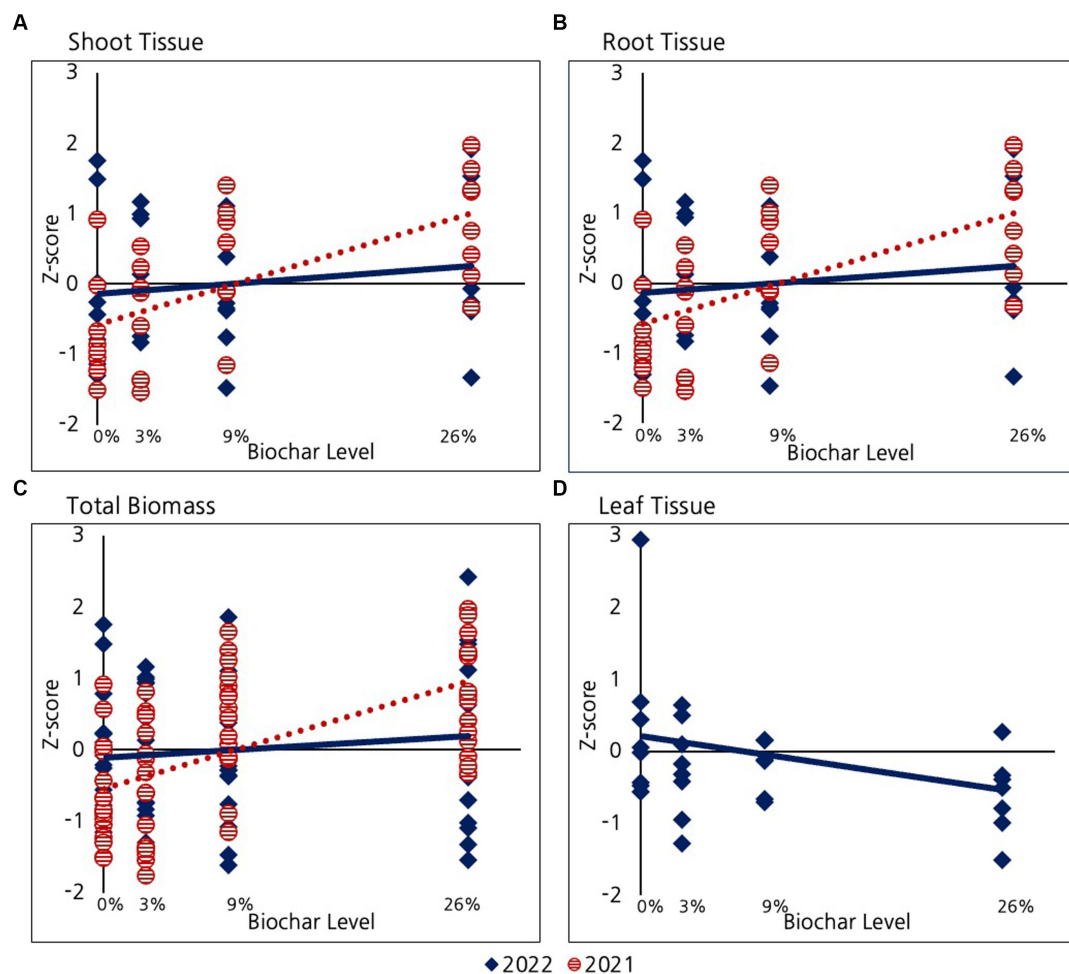 A
Shoot Tissue
3
2
1
0
-1
-2
Z-score
0% 3% 9% 26%
Biochar Level
B
Root Tissue
3
2
1
0
-1
-2
Z-score
0% 3% 9% 26%
Biochar Level
C
Total Biomass
3
2
1
0
-1
-2
Z-score
0% 3% 9% 26%
Biochar Level
D
Leaf Tissue
3
2
1
0
-1
-2
Z-score
0% 3% 9% 26%
Biochar Level
2022 2021